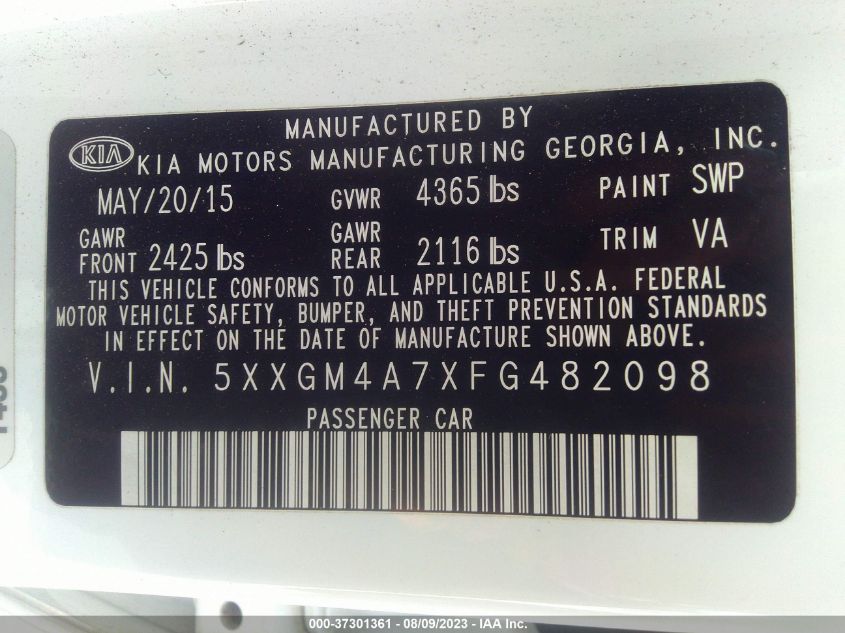 MANUFACTURED BY
KIA KIA MOTORS MANUFACTURING GEORGIA, INC.
MAY/20/15 GVWR 4365 lbs PAINT SWP
GAWR FRONT 2425 lbs GAWR REAR 2116 lbs TRIM VA
THIS VEHICLE CONFORMS TO ALL APPLICABLE U.S.A. FEDERAL
MOTOR VEHICLE SAFETY, BUMPER, AND THEFT PREVENTION STANDARDS
IN EFFECT ON THE DATE OF MANUFACTURE SHOWN ABOVE.
V.I.N. 5XXGM4A7XFG482098
PASSENGER CAR
000-37301361 - 08/09/2023 - IAA Inc.